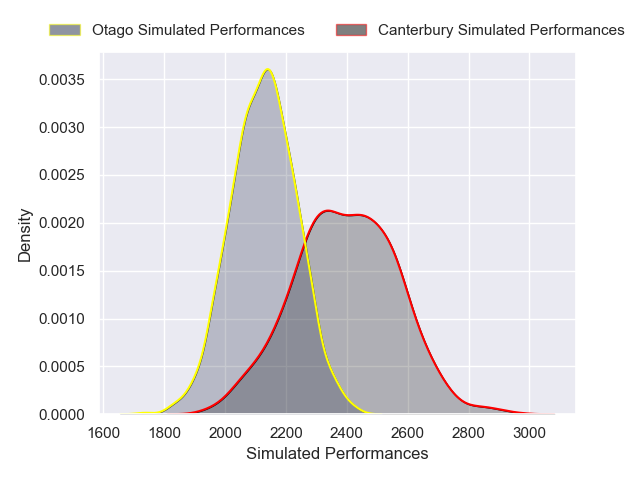 Otago Simulated Performances
Canterbury Simulated Performances
0.0035
0.0030
0.0025
0.0020
0.0015
0.0010
0.0005
0.0000
Density
1600 1800 2000 2200 2400 2600 2800 3000
Simulated Performances